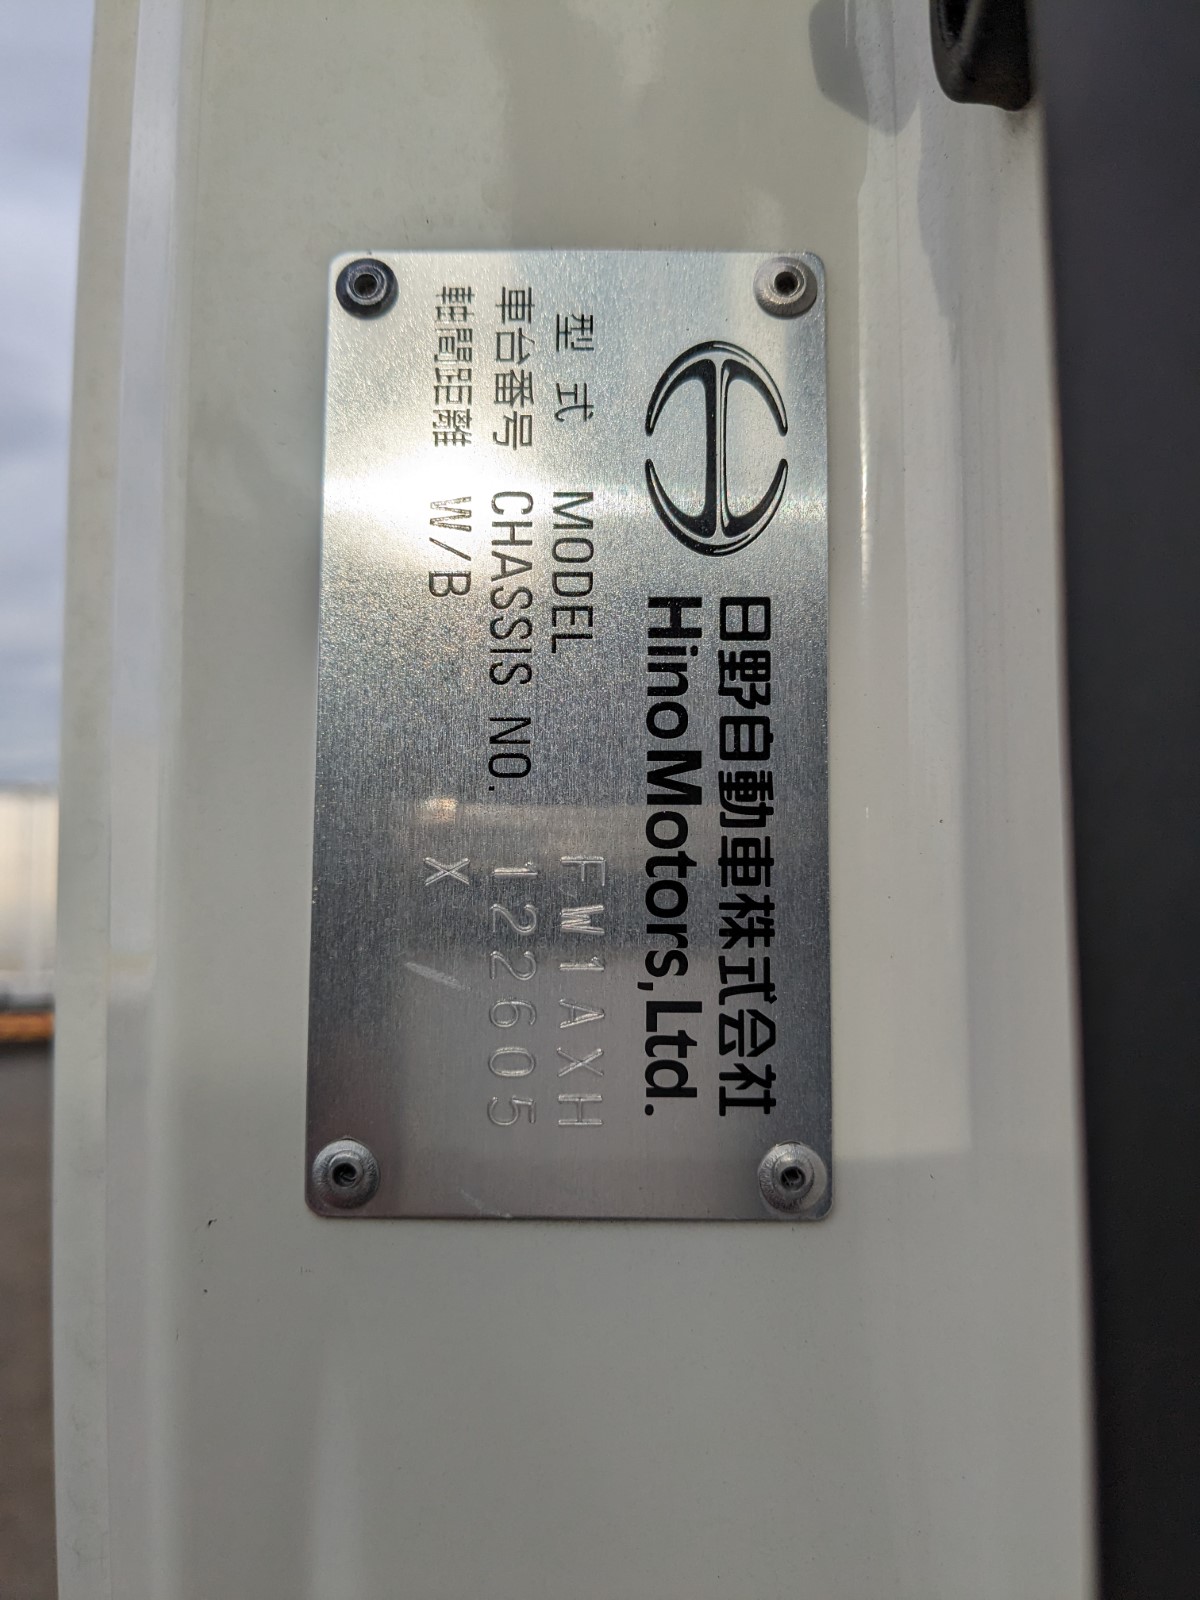 日野自動車株式会社
Hino Motors, Ltd.
型式 MODEL FW1AXH
車台番号 CHASSIS NO. 122605
軸間距離 W/B X